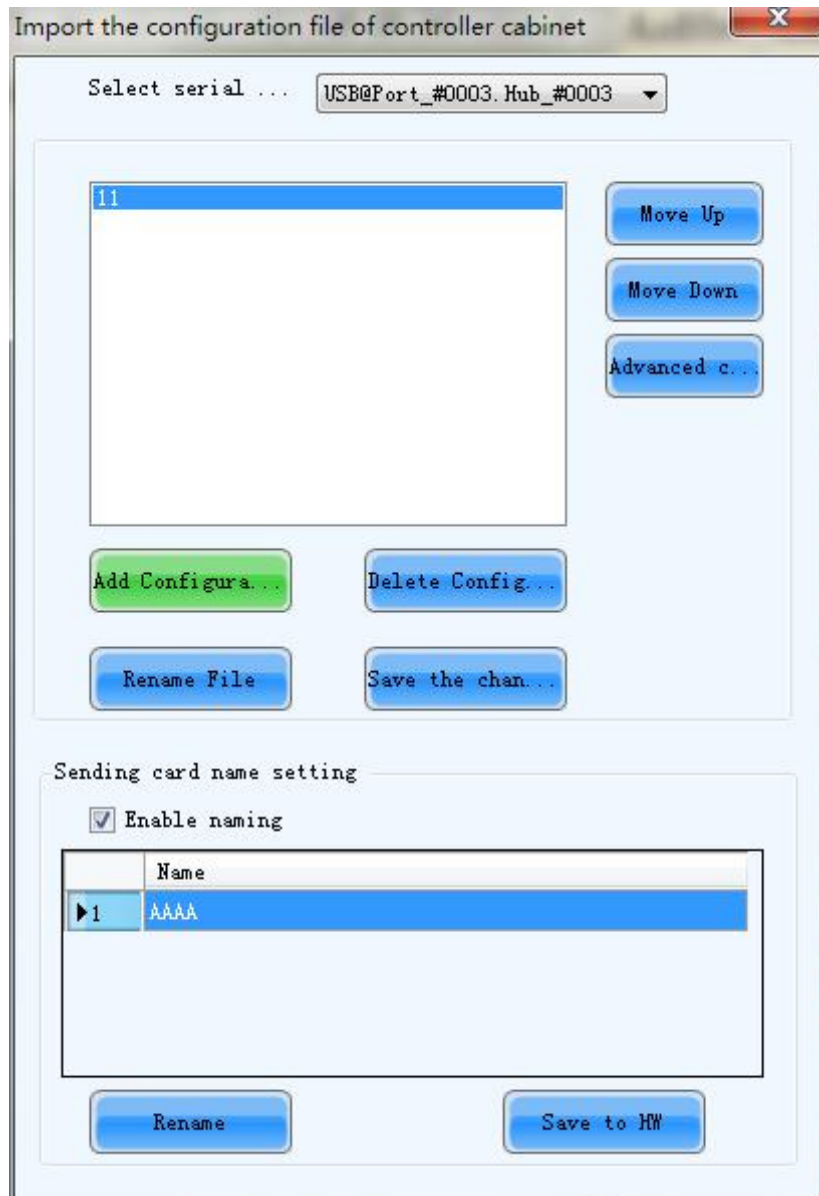 Import the configuration file of controller cabinet
Select serial ... USB@Port_#0003.Hub_#0003
11
Move Up
Move Down
Advanced c...
Add Configura... Delete Config...
Rename File Save the chan...
Sending card name setting
Enable naming
Name
1 AAAA
Rename Save to HW